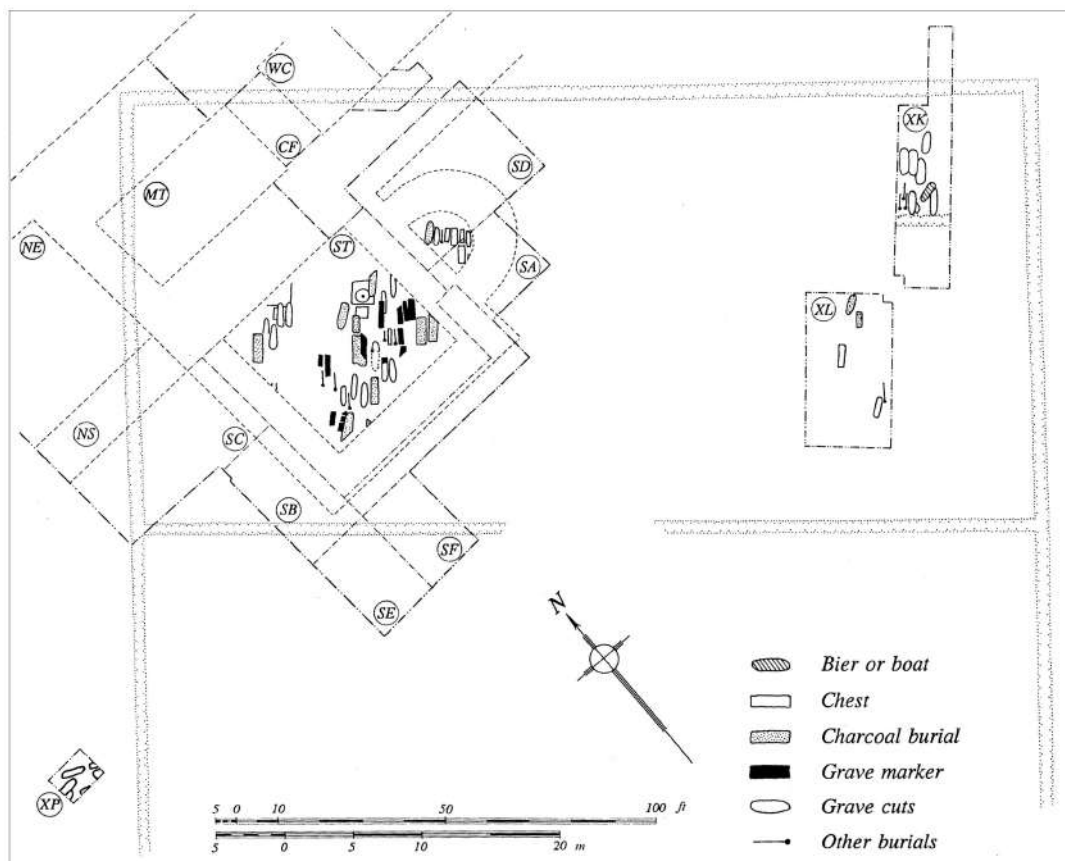 WC
XK
CF
SD
MT
NE
ST
SA
XL
NS
SC
SB
SF
SE
N
XP
Bier or boat
Chest
Charcoal burial
Grave marker
Grave cuts
Other burials
5 0 10 50 100 ft
5 0 5 10 20 m